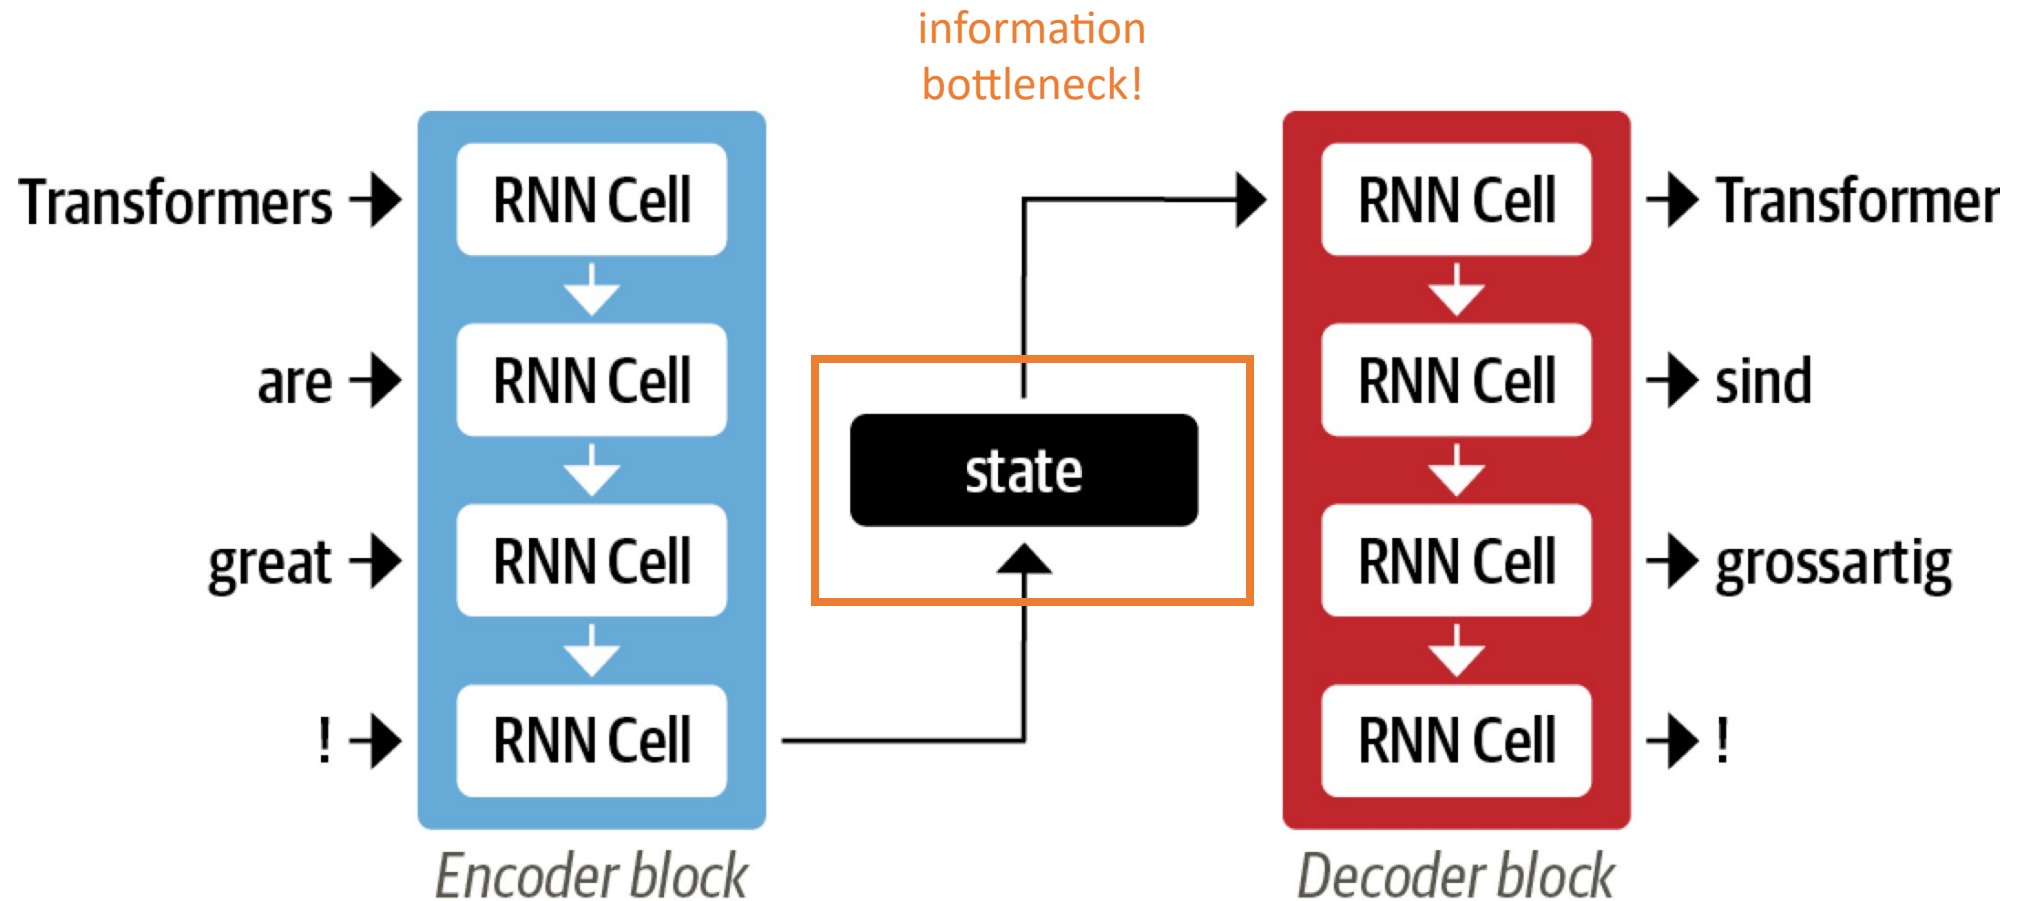 information
bottleneck!
Transformers
RNN Cell
RNN Cell
Transformer
are
RNN Cell
RNN Cell
sind
state
great
RNN Cell
RNN Cell
grossartig
!
RNN Cell
RNN Cell
!
Encoder block
Decoder block